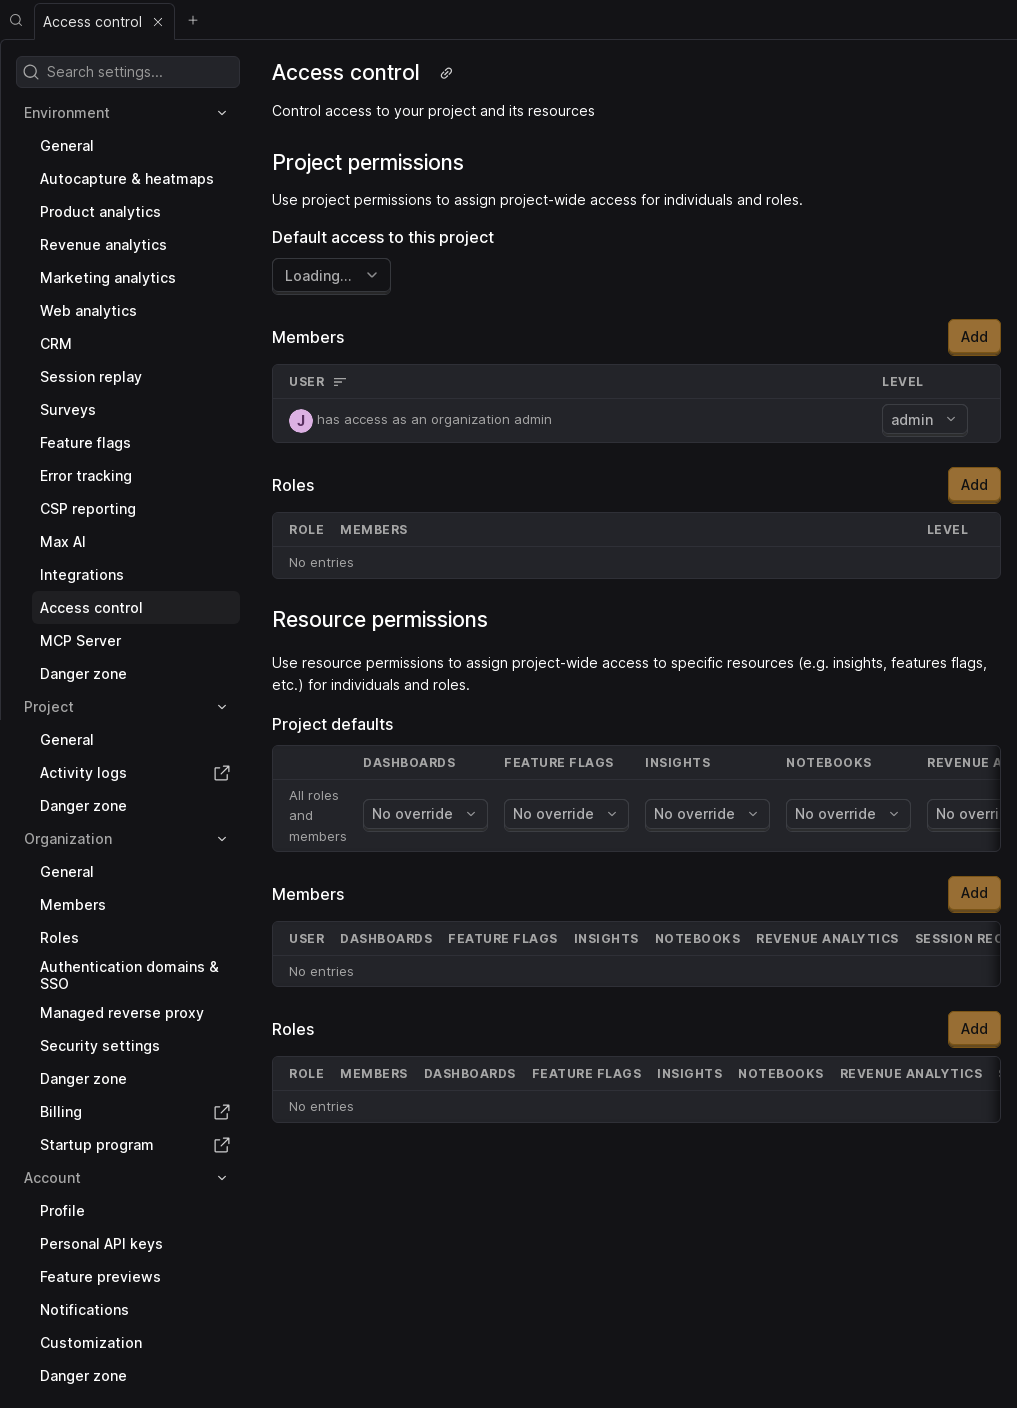 Access control
Search settings...
Environment
General
Autocapture & heatmaps
Product analytics
Revenue analytics
Marketing analytics
Web analytics
CRM
Session replay
Surveys
Feature flags
Error tracking
CSP reporting
Max AI
Integrations
Access control
MCP Server
Danger zone
Project
General
Activity logs
Danger zone
Organization
General
Members
Roles
Authentication domains &
SSO
Managed reverse proxy
Security settings
Danger zone
Billing
Startup program
Account
Profile
Personal API keys
Feature previews
Notifications
Customization
Danger zone
Access control
Control access to your project and its resources
Project permissions
Use project permissions to assign project-wide access for individuals and roles.
Default access to this project
Loading...
Members Add
USER LEVEL
J has access as an organization admin admin
Roles Add
ROLE MEMBERS LEVEL
No entries
Resource permissions
Use resource permissions to assign project-wide access to specific resources (e.g. insights, features flags,
etc.) for individuals and roles.
Project defaults
DASHBOARDS FEATURE FLAGS INSIGHTS NOTEBOOKS REVENUE A
All roles
and
members
No override No override No override No override No overri
Members Add
USER DASHBOARDS FEATURE FLAGS INSIGHTS NOTEBOOKS REVENUE ANALYTICS SESSION REC
No entries
Roles Add
ROLE MEMBERS DASHBOARDS FEATURE FLAGS INSIGHTS NOTEBOOKS REVENUE ANALYTICS
No entries